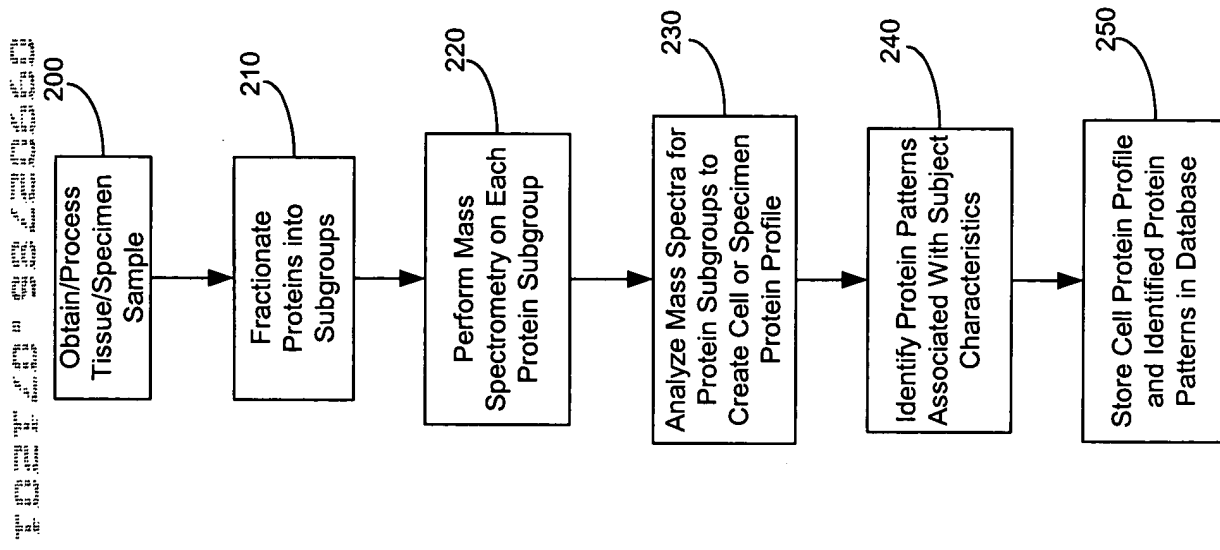 200
Obtain/Process
Tissue/Specimen
Sample
210
Fractionate
Proteins into
Subgroups
220
Perform Mass
Spectrometry on Each
Protein Subgroup
230
Analyze Mass Spectra for
Protein Subgroups to
Create Cell or Specimen
Protein Profile
240
Identify Protein Patterns
Associated With Subject
Characteristics
250
Store Cell Protein Profile
and Identified Protein
Patterns in Database